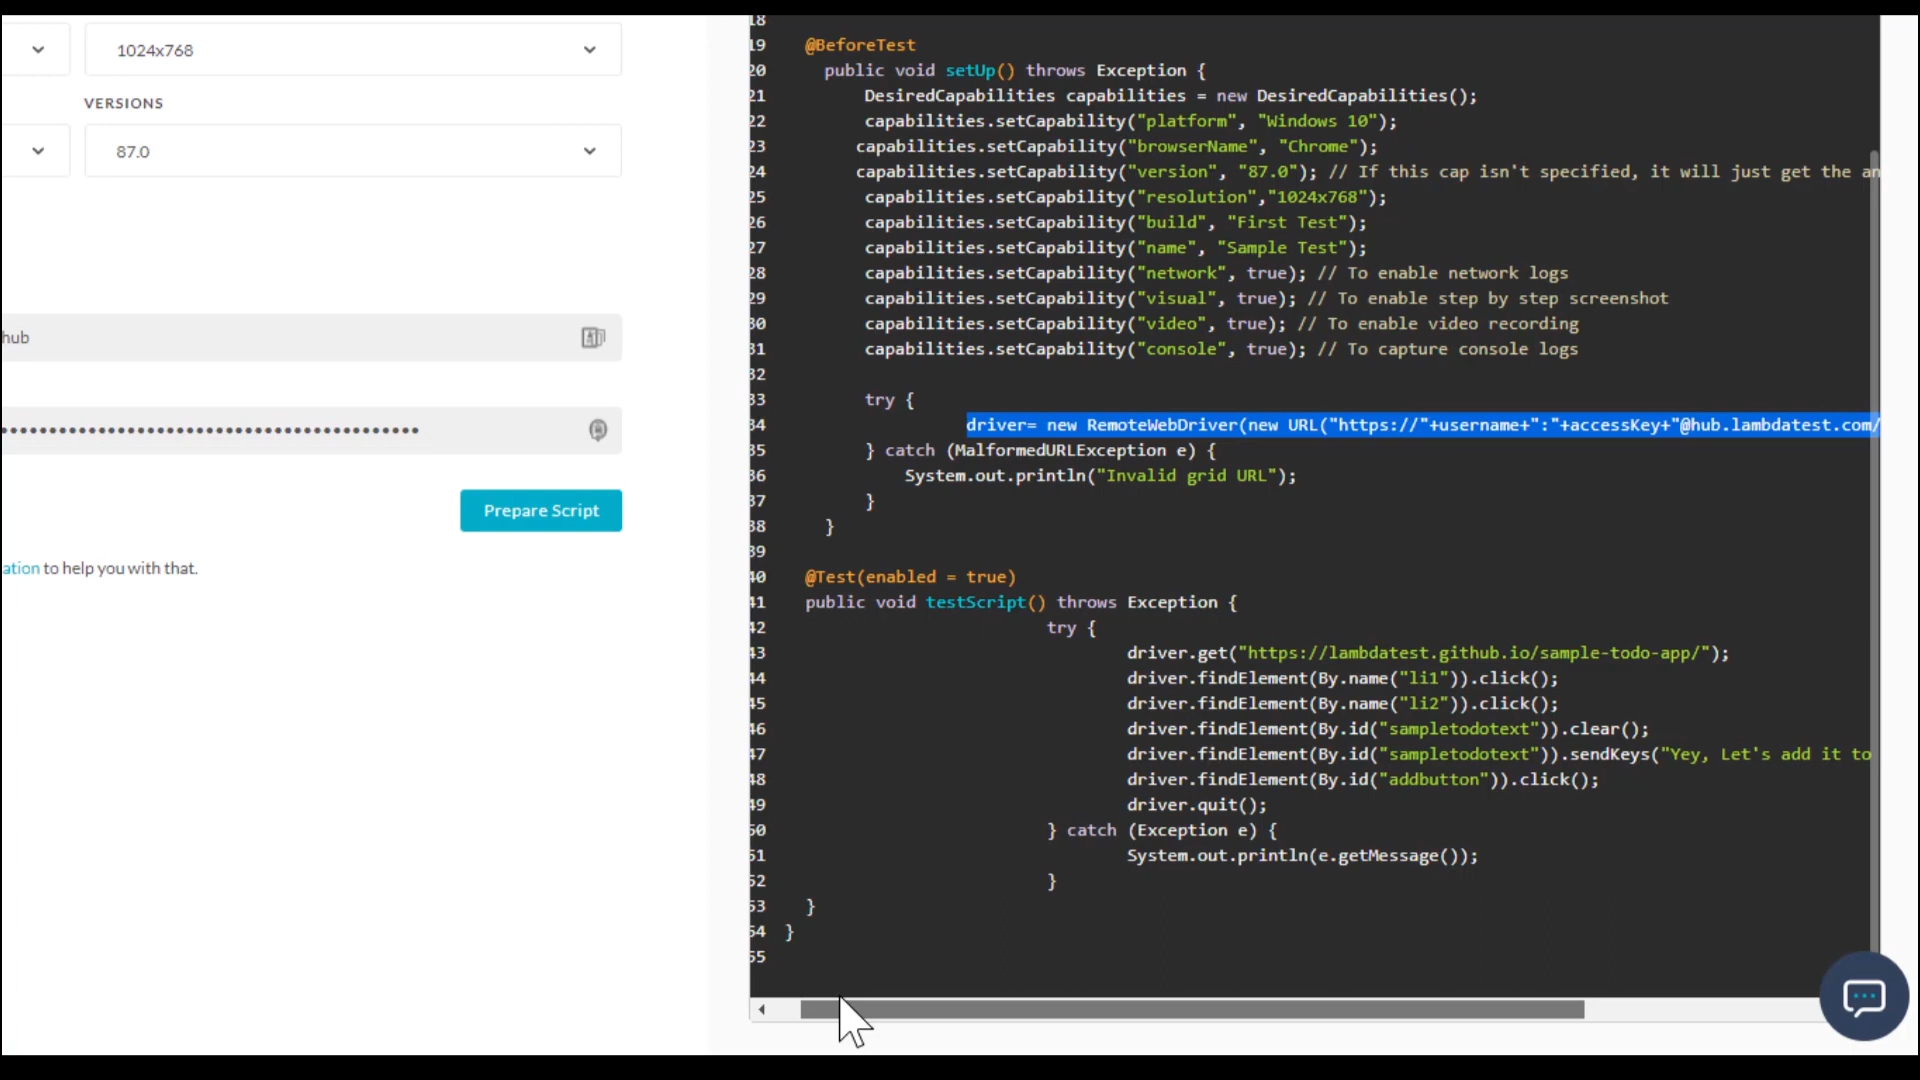 1024x768
VERSIONS
87.0
hub
••••••••••••••••••••••••••••••••••••••••••
Prepare Script
ation to help you with that.
18
19 @BeforeTest
20 public void setUp() throws Exception {
21 DesiredCapabilities capabilities = new DesiredCapabilities();
22 capabilities.setCapability("platform", "Windows 10");
23 capabilities.setCapability("browserName", "Chrome");
24 capabilities.setCapability("version", "87.0"); // If this cap isn't specified, it will just get the an
25 capabilities.setCapability("resolution","1024x768");
26 capabilities.setCapability("build", "First Test");
27 capabilities.setCapability("name", "Sample Test");
28 capabilities.setCapability("network", true); // To enable network logs
29 capabilities.setCapability("visual", true); // To enable step by step screenshot
30 capabilities.setCapability("video", true); // To enable video recording
31 capabilities.setCapability("console", true); // To capture console logs
32
33 try {
34 driver= new RemoteWebDriver(new URL("https://"+username+":"+accessKey+"@hub.lambdatest.com/
35 } catch (MalformedURLException e) {
36 System.out.println("Invalid grid URL");
37 }
38 }
39
40 @Test(enabled = true)
41 public void testScript() throws Exception {
42 try {
43 driver.get("https://lambdatest.github.io/sample-todo-app/");
44 driver.findElement(By.name("li1")).click();
45 driver.findElement(By.name("li2")).click();
46 driver.findElement(By.id("sampletodotext")).clear();
47 driver.findElement(By.id("sampletodotext")).sendKeys("Yey, Let's add it to
48 driver.findElement(By.id("addbutton")).click();
49 driver.quit();
50 } catch (Exception e) {
51 System.out.println(e.getMessage());
52 }
53 }
54 }
55